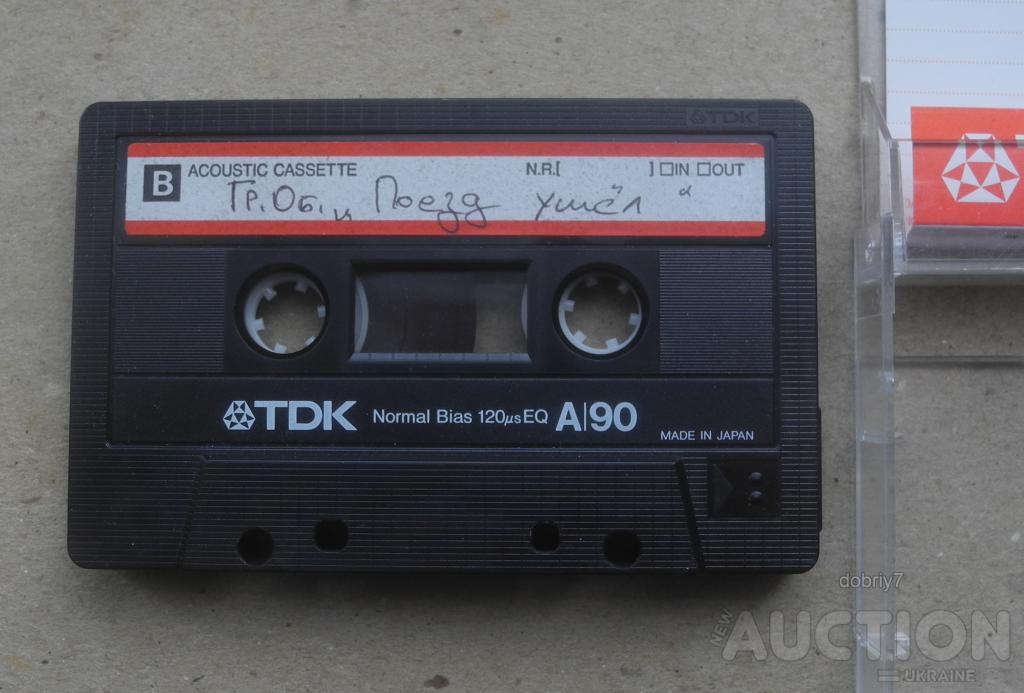 TDK
B ACOUSTIC CASSETTE N.R.[ ] IN OUT
Гр.Об. „ Поезд ушёл “
TDK Normal Bias 120µs EQ A|90
MADE IN JAPAN
dobriy7
NEW AUCTION
UKRAINE